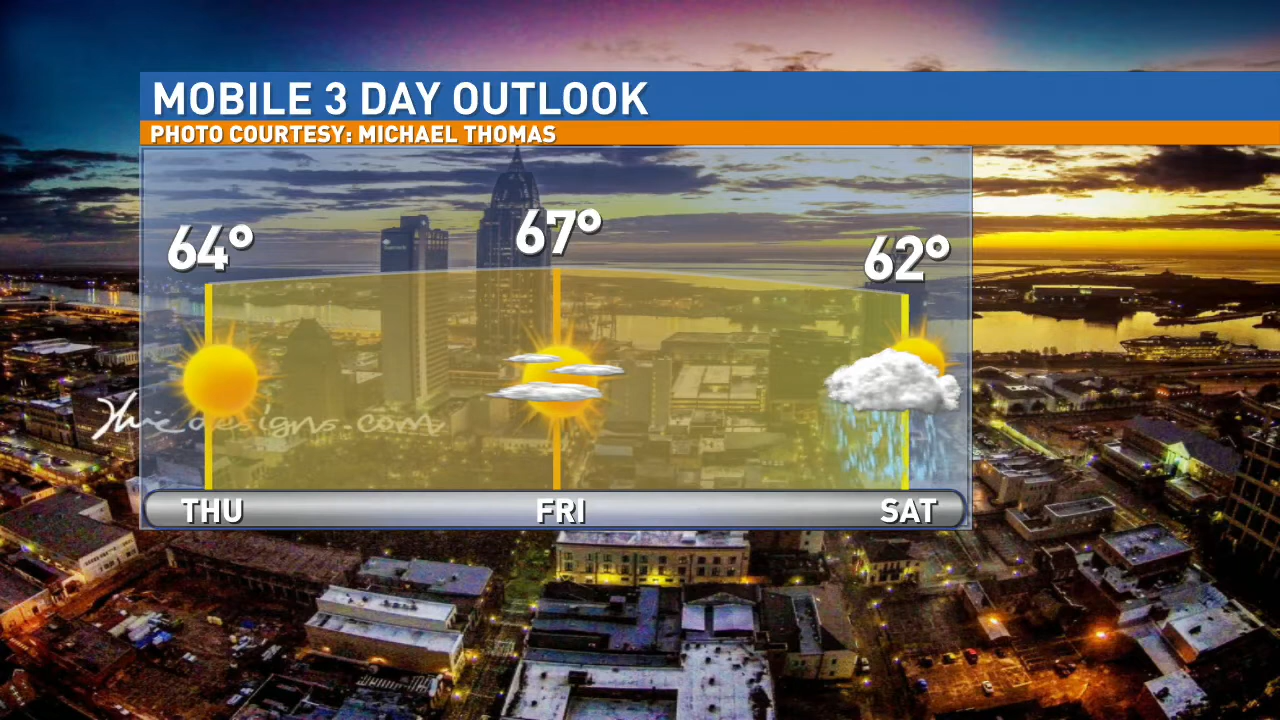 MOBILE 3 DAY OUTLOOK
PHOTO COURTESY: MICHAEL THOMAS
64°
67°
62°
THU
FRI
SAT